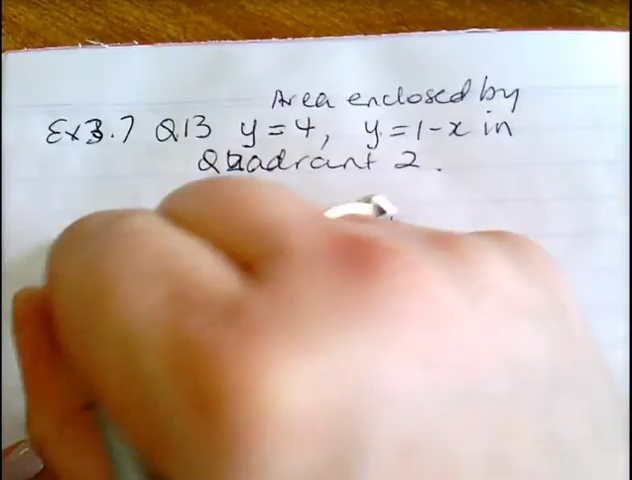 Area enclosed by
Ex3.7 Q13 y=4, y=1-x in
Quadrant 2.